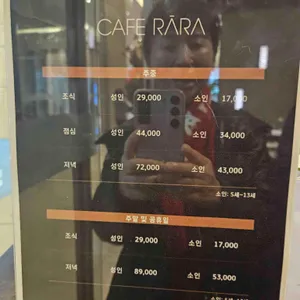 CAFE RĀRA
주중
조식 성인 29,000 소인 17,000
점심 성인 44,000 소인 34,000
저녁 성인 72,000 소인 43,000
소인: 5세~13세
주말 및 공휴일
조식 성인 29,000 소인 17,000
저녁 성인 89,000 소인 53,000